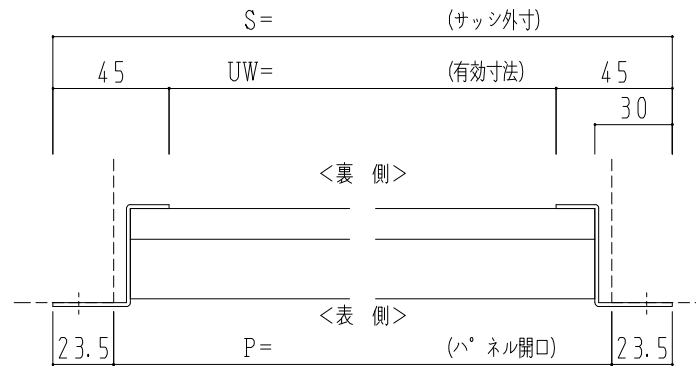 S= (サッシ外寸)
45 UW= (有効寸法) 45
30
<裏 側>
<表 側>
23.5 P= (パネル開口) 23.5